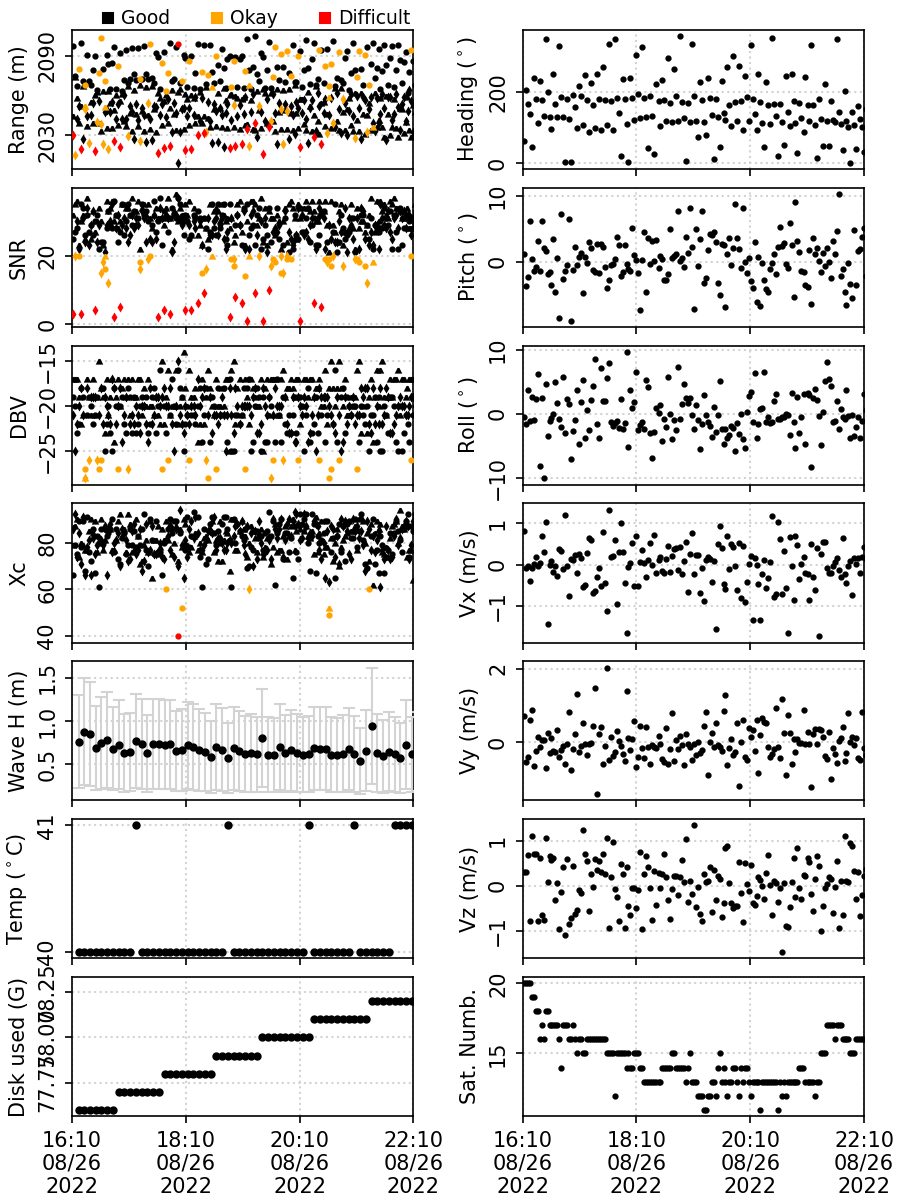 Good Okay Difficult
Range (m)
2090
2030
Heading (°)
200
0
SNR
20
0
Pitch (°)
10
0
DBV
−15
−20
−25
Roll (°)
10
0
−10
Xc
80
60
40
Vx (m/s)
1
0
−1
Wave H (m)
1.5
1.0
0.5
Vy (m/s)
2
0
Temp (°C)
41
40
Vz (m/s)
1
0
−1
Disk used (G)
78.25
78.00
77.75
Sat. Numb.
20
15
16:10 18:10 20:10 22:10 16:10 18:10 20:10 22:10
08/26 08/26 08/26 08/26 08/26 08/26 08/26 08/26
2022 2022 2022 2022 2022 2022 2022 2022